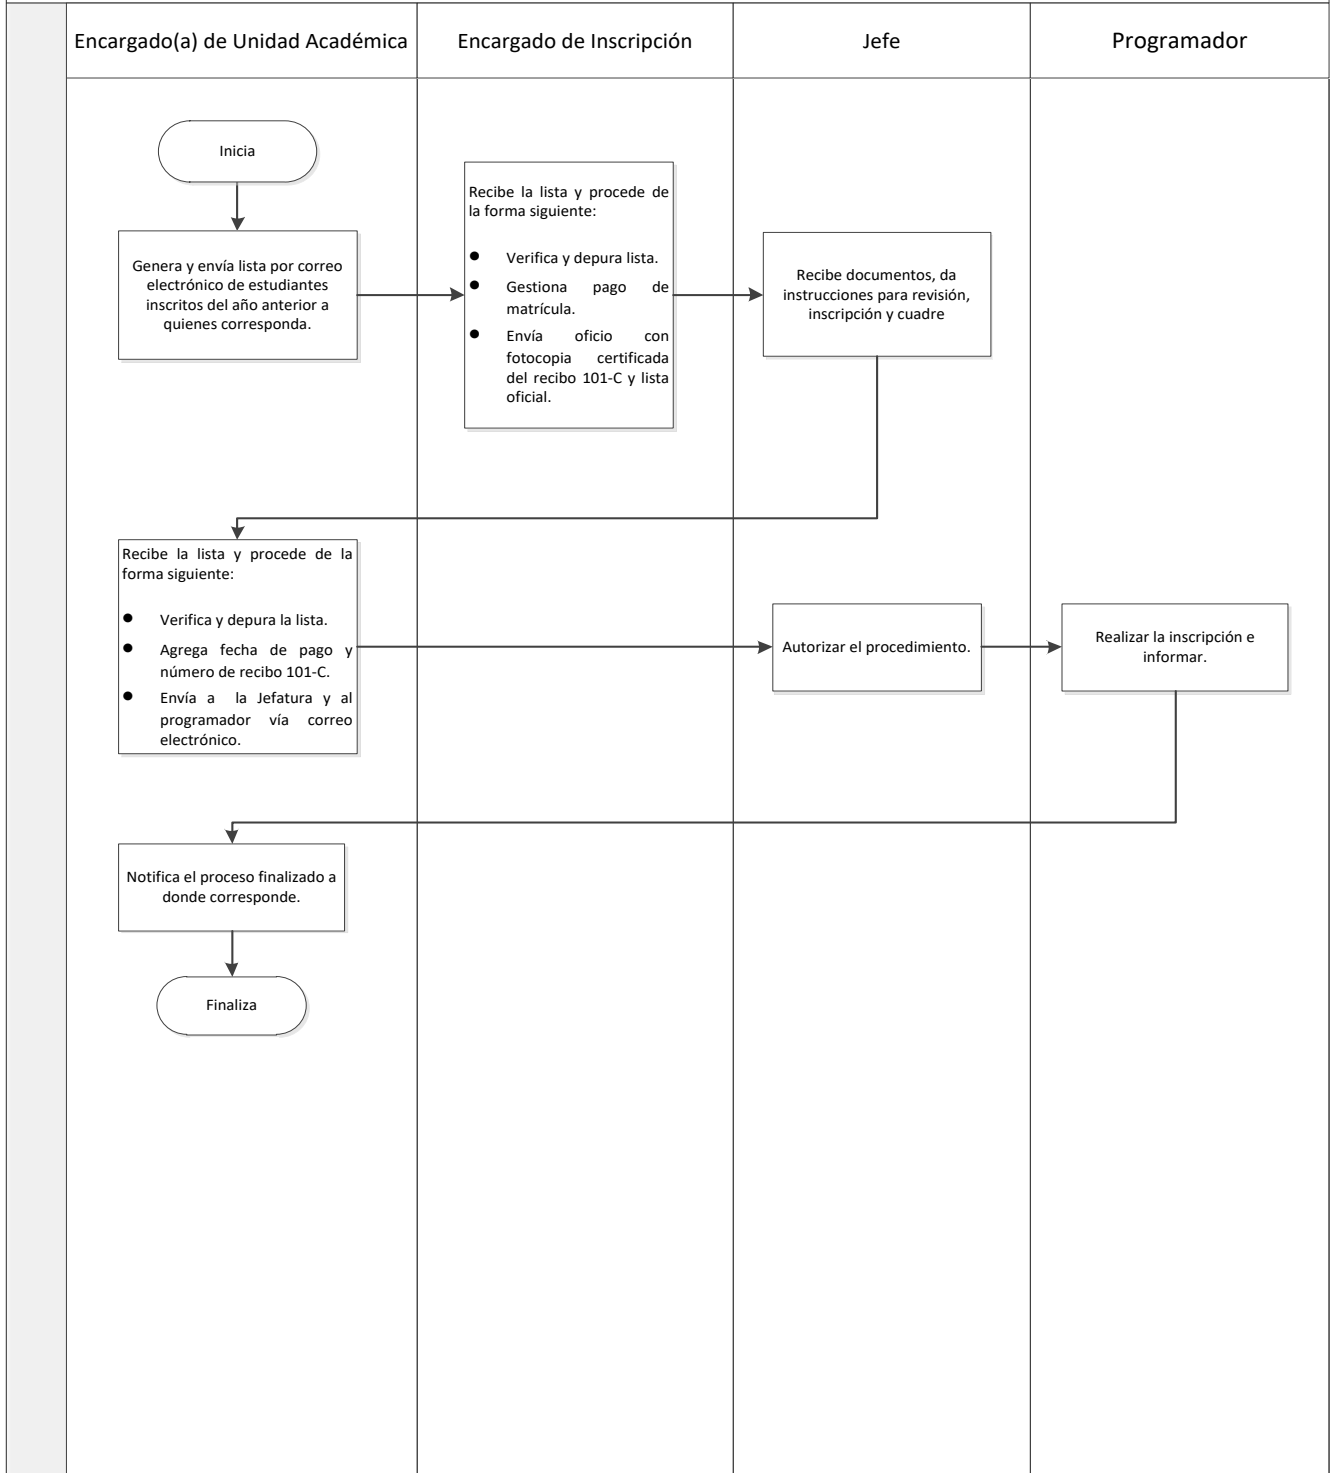 Encargado(a) de Unidad Académica
Encargado de Inscripción
Jefe
Programador
Inicia
Genera y envía lista por correo
electrónico de estudiantes
inscritos del año anterior a
quienes corresponda.
Recibe la lista y procede de
la forma siguiente:
● Verifica y depura lista.
● Gestiona pago de
matrícula.
● Envía oficio con
fotocopia certificada
del recibo 101-C y lista
oficial.
Recibe documentos, da
instrucciones para revisión,
inscripción y cuadre
Recibe la lista y procede de la
forma siguiente:
● Verifica y depura la lista.
● Agrega fecha de pago y
número de recibo 101-C.
● Envía a la Jefatura y al
programador vía correo
electrónico.
Autorizar el procedimiento.
Realizar la inscripción e
informar.
Notifica el proceso finalizado a
donde corresponde.
Finaliza